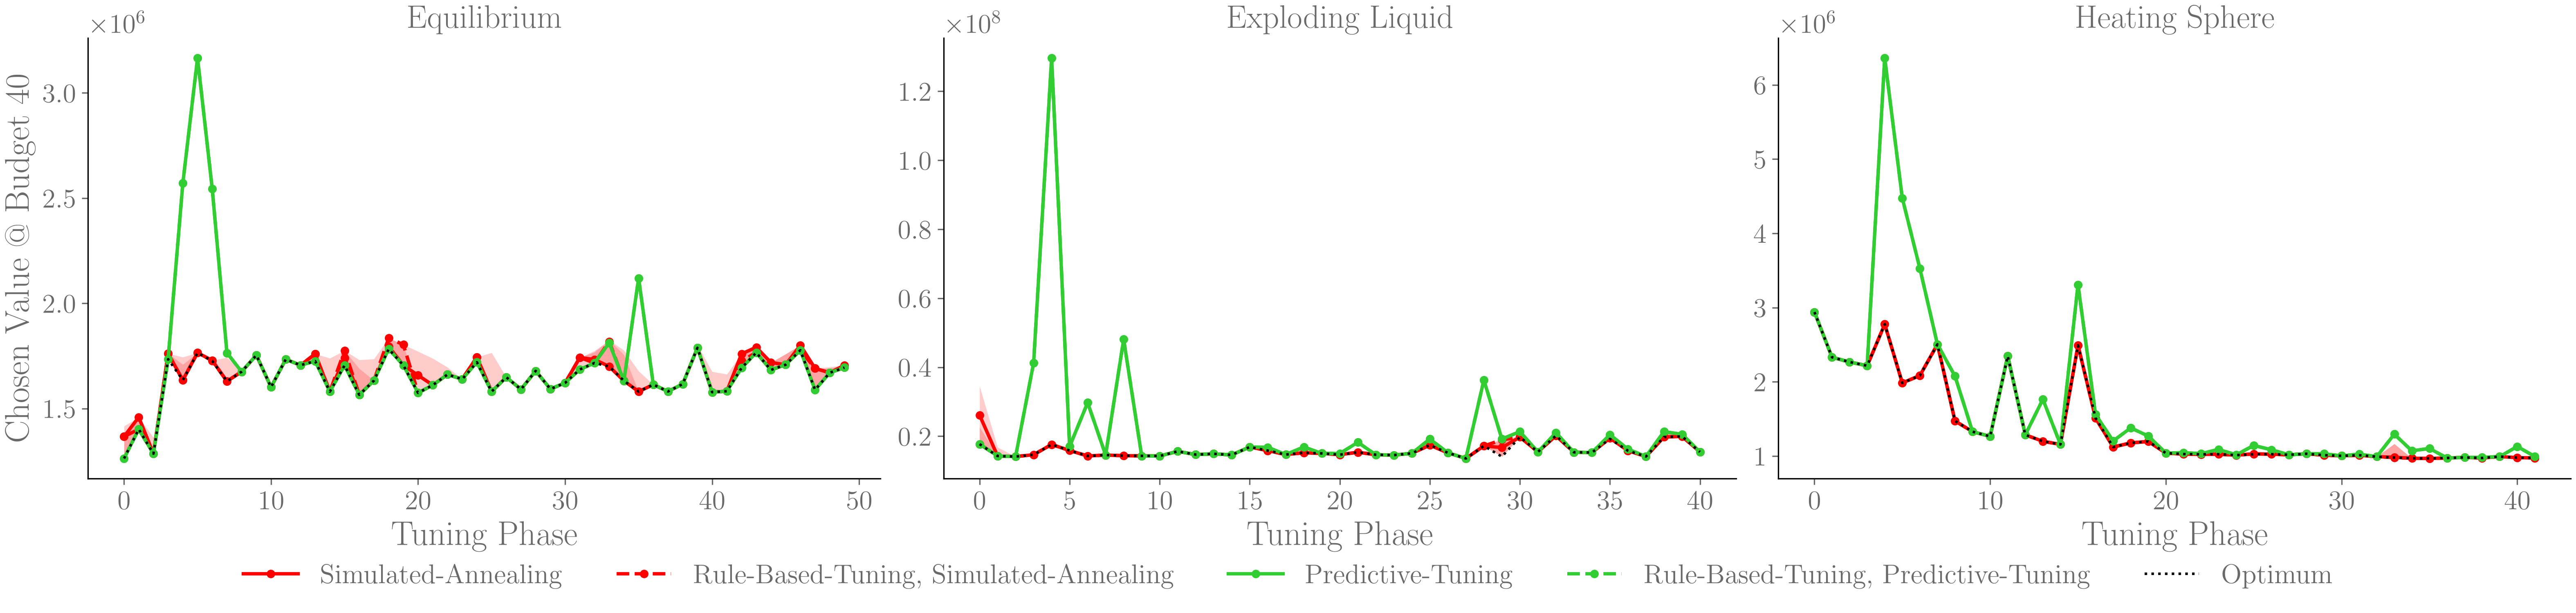 Equilibrium
Exploding Liquid
Heating Sphere
×10⁶
×10⁸
×10⁶
Chosen Value @ Budget 40
3.0
2.5
2.0
1.5
1.2
1.0
0.8
0.6
0.4
0.2
6
5
4
3
2
1
0 10 20 30 40 50
0 5 10 15 20 25 30 35 40
0 10 20 30 40
Tuning Phase
Tuning Phase
Tuning Phase
Simulated-Annealing
Rule-Based-Tuning, Simulated-Annealing
Predictive-Tuning
Rule-Based-Tuning, Predictive-Tuning
Optimum